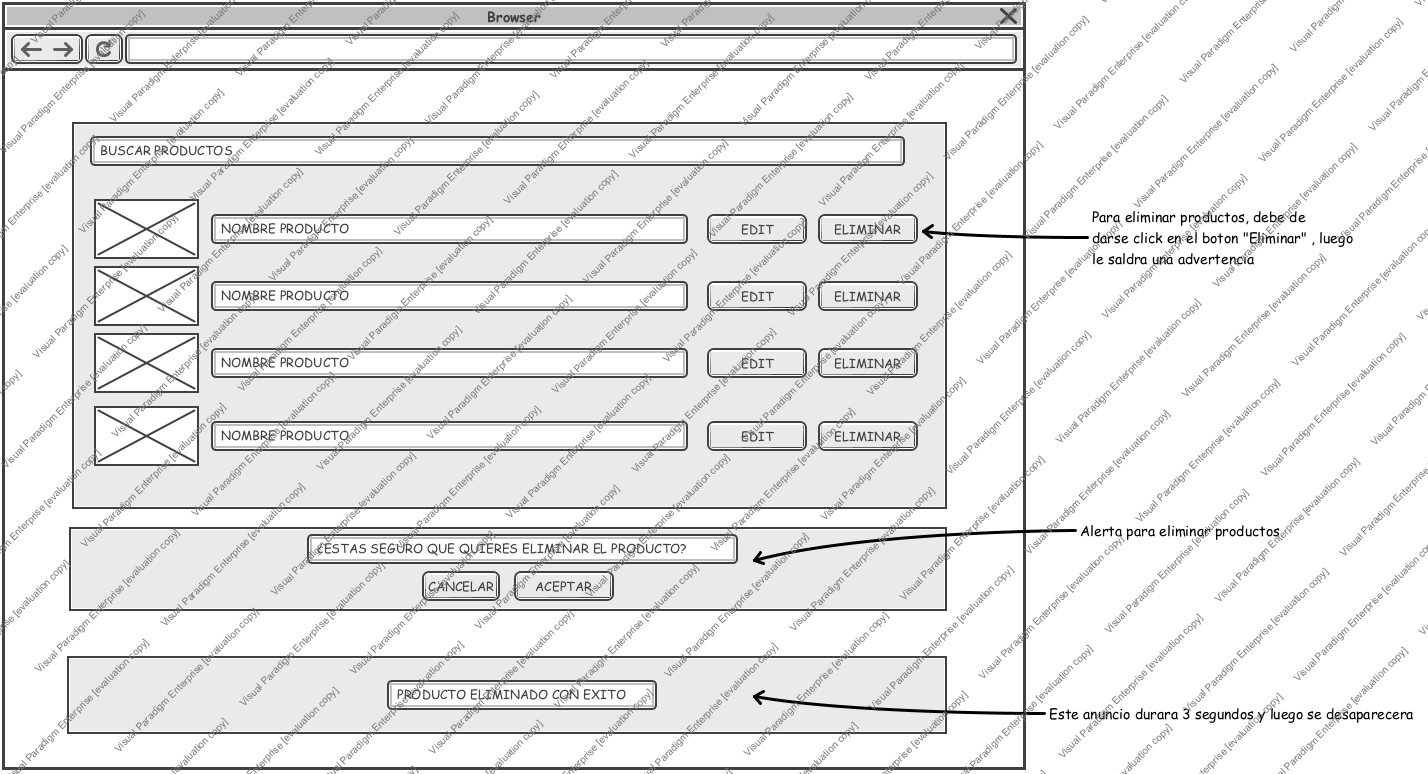 Browser
BUSCAR PRODUCTOS
NOMBRE PRODUCTO EDIT ELIMINAR
Para eliminar productos, debe de
darse click en el boton "Eliminar" , luego
le saldra una advertencia
NOMBRE PRODUCTO EDIT ELIMINAR
NOMBRE PRODUCTO EDIT ELIMINAR
NOMBRE PRODUCTO EDIT ELIMINAR
Alerta para eliminar productos
¿ESTAS SEGURO QUE QUIERES ELIMINAR EL PRODUCTO?
CANCELAR ACEPTAR
PRODUCTO ELIMINADO CON EXITO
Este anuncio durara 3 segundos y luego se desaparecera
Visual Paradigm Enterprise [evaluation copy]